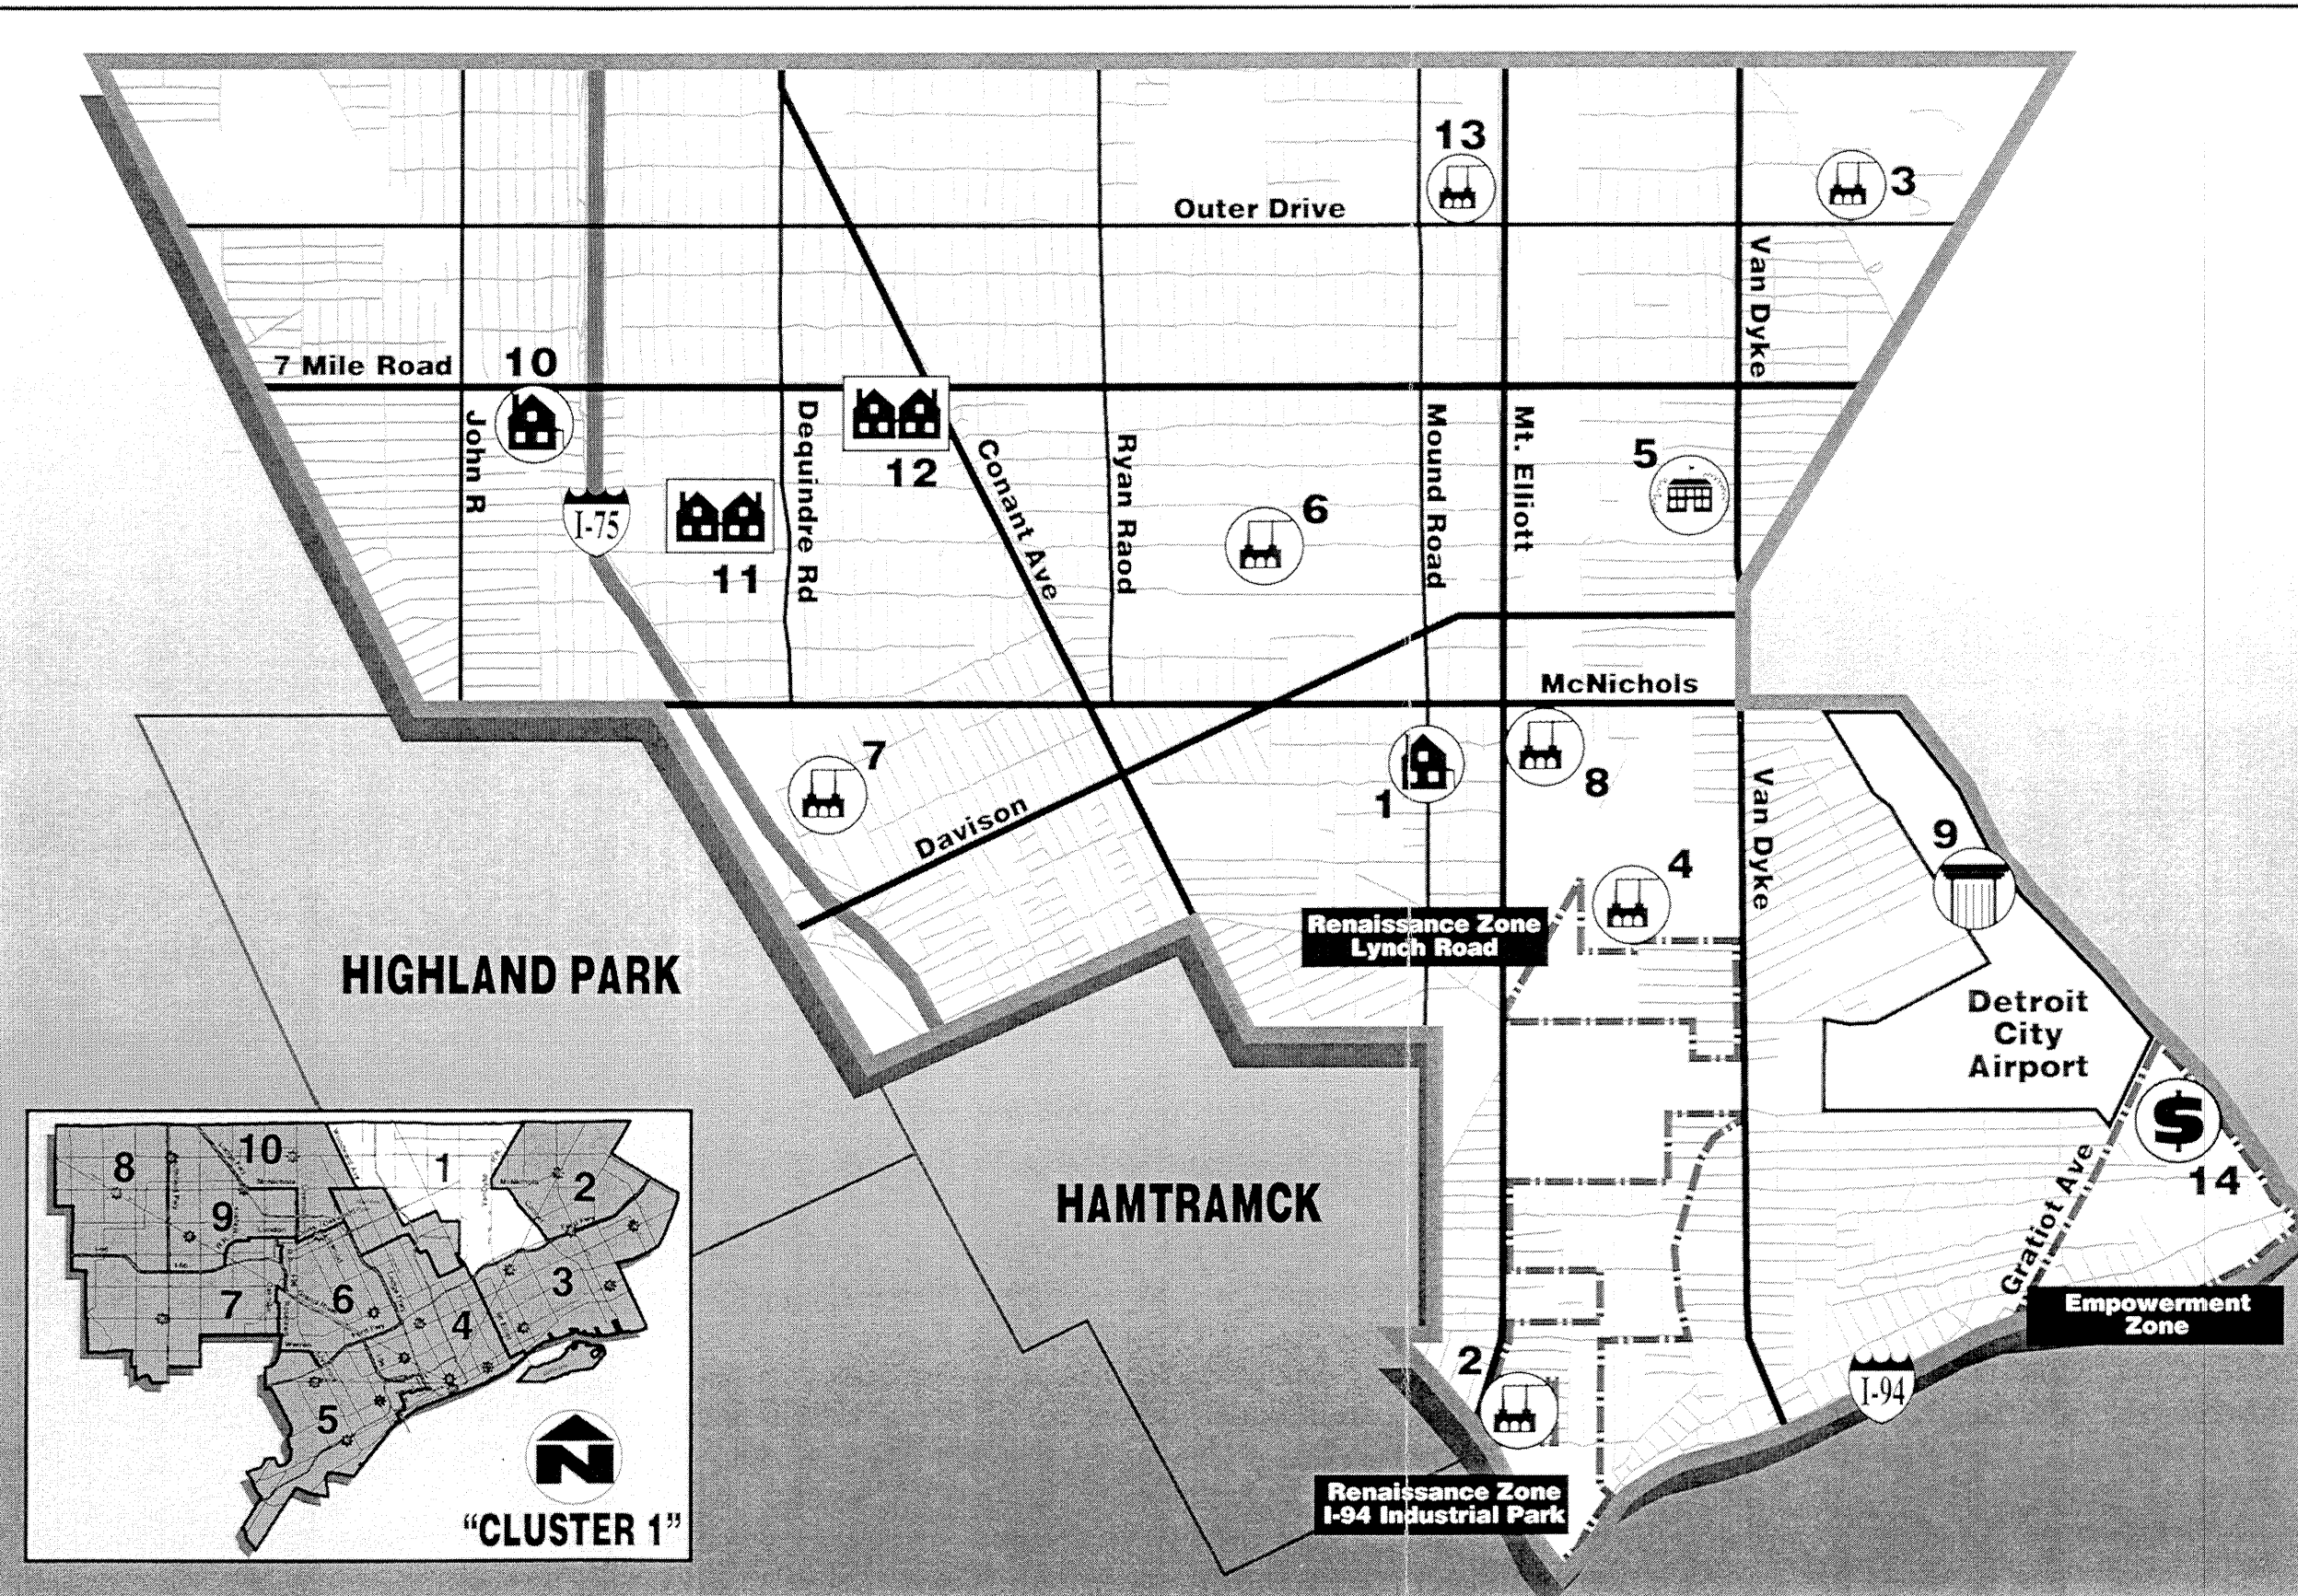 13
3
Outer Drive
Van Dyke
7 Mile Road
10
John R
I-75
11
Dequindre Rd
12
Conant Ave
Ryan Raod
6
Mound Road
Mt. Elliott
5
McNichols
7
Davison
1
8
4
Van Dyke
9
Renaissance Zone
Lynch Road
HIGHLAND PARK
Detroit
City
Airport
$
14
HAMTRAMCK
Gratiot Ave
Empowerment
Zone
2
I-94
Renaissance Zone
I-94 Industrial Park
8
10
1
2
9
7
6
3
4
5
N
“CLUSTER 1”